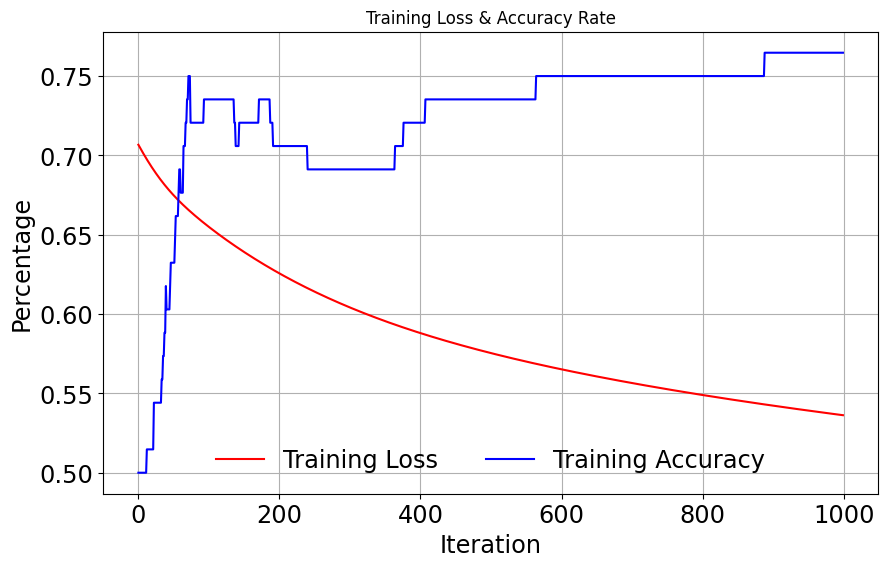 Training Loss & Accuracy Rate
Percentage
0.75
0.70
0.65
0.60
0.55
0.50
Training Loss
Training Accuracy
0
200
400
600
800
1000
Iteration